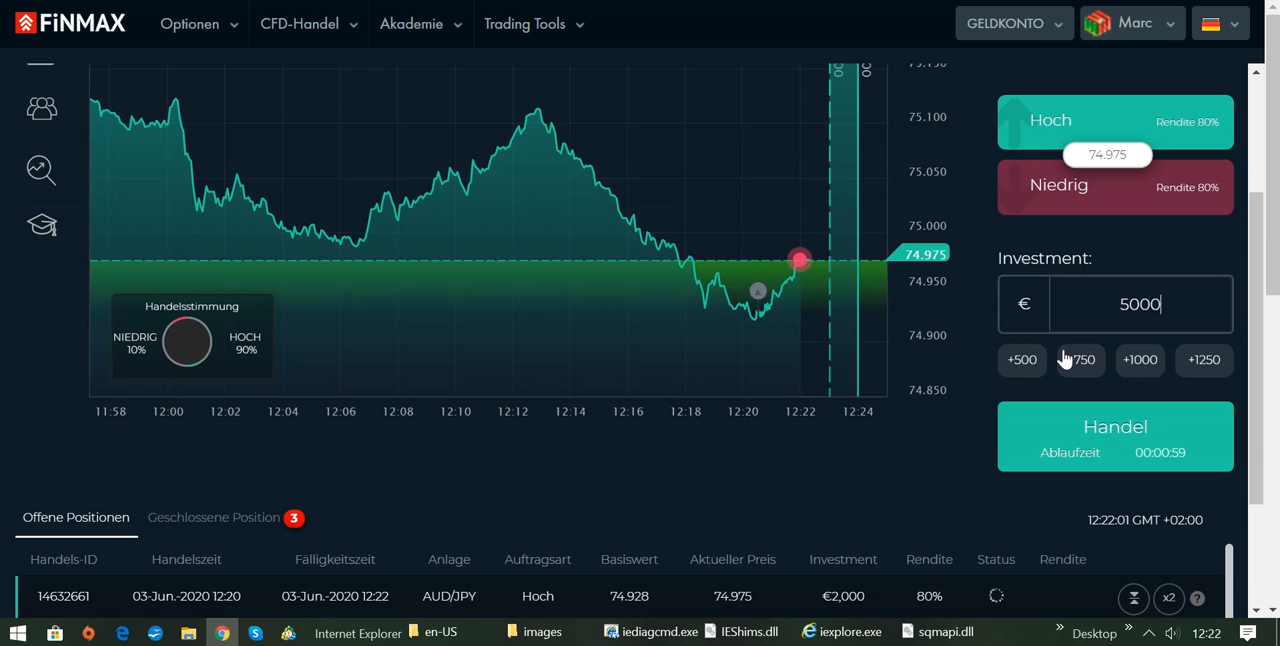 FiNMAX Optionen CFD-Handel Akademie Trading Tools GELDKONTO Marc
75.150
75.100
75.050
75.000
74.975
74.950
74.900
74.850
Handelsstimmung
NIEDRIG HOCH
10% 90%
11:58 12:00 12:02 12:04 12:06 12:08 12:10 12:12 12:14 12:16 12:18 12:20 12:22 12:24
Hoch Rendite 80%
74.975
Niedrig Rendite 80%
Investment:
€ 5000
+500 750 +1000 +1250
Handel
Ablaufzeit 00:00:59
Offene Positionen Geschlossene Position 3 12:22:01 GMT +02:00
Handels-ID Handelszeit Fälligkeitszeit Anlage Auftragsart Basiswert Aktueller Preis Investment Rendite Status Rendite
14632661 03-Jun.-2020 12:20 03-Jun.-2020 12:22 AUD/JPY Hoch 74.928 74.975 €2,000 80% x2 ?
Internet Explorer en-US images iediagcmd.exe IEShims.dll iexplore.exe sqmapi.dll » Desktop » 12:22